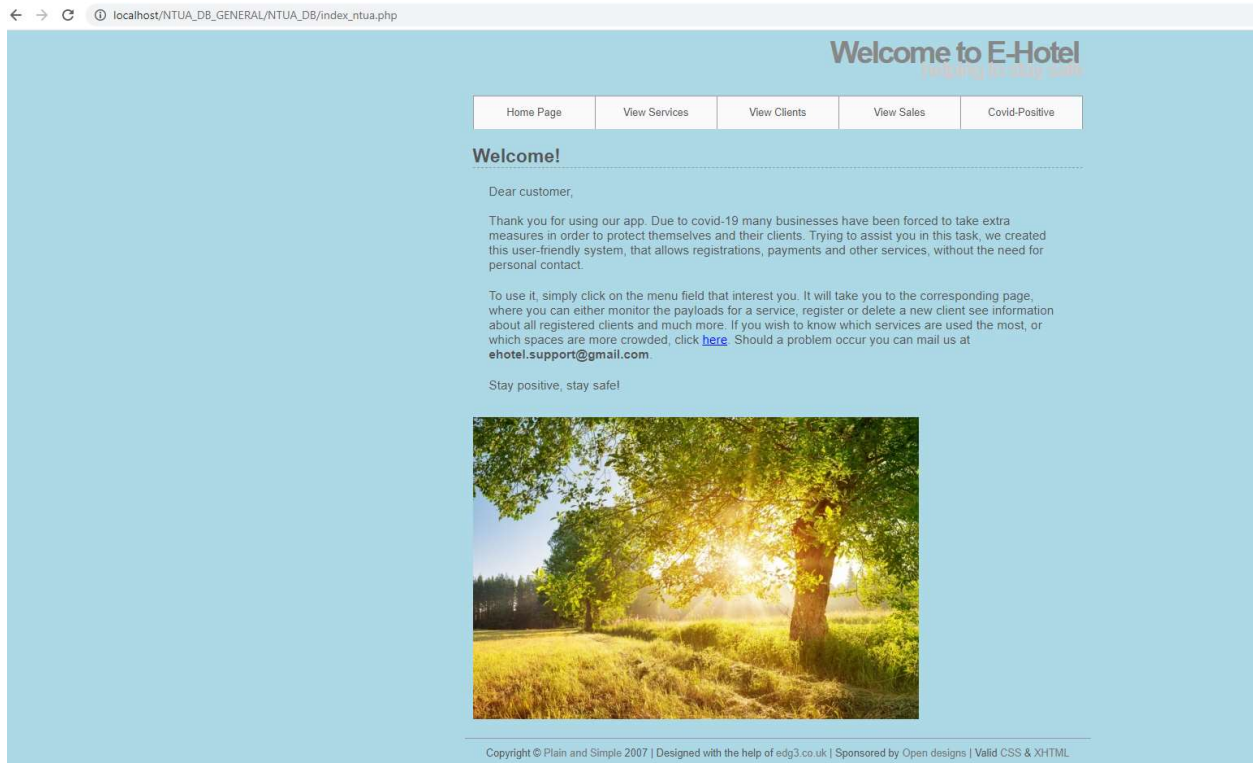 localhost/NTUA_DB_GENERAL/NTUA_DB/index_ntua.php
Welcome to E-Hotel
helping to stay safe
Home Page View Services View Clients View Sales Covid-Positive
Welcome!
Dear customer,
Thank you for using our app. Due to covid-19 many businesses have been forced to take extra
measures in order to protect themselves and their clients. Trying to assist you in this task, we created
this user-friendly system, that allows registrations, payments and other services, without the need for
personal contact.
To use it, simply click on the menu field that interest you. It will take you to the corresponding page,
where you can either monitor the payloads for a service, register or delete a new client see information
about all registered clients and much more. If you wish to know which services are used the most, or
which spaces are more crowded, click here. Should a problem occur you can mail us at
ehotel.support@gmail.com.
Stay positive, stay safe!
Copyright © Plain and Simple 2007 | Designed with the help of edg3.co.uk | Sponsored by Open designs | Valid CSS & XHTML